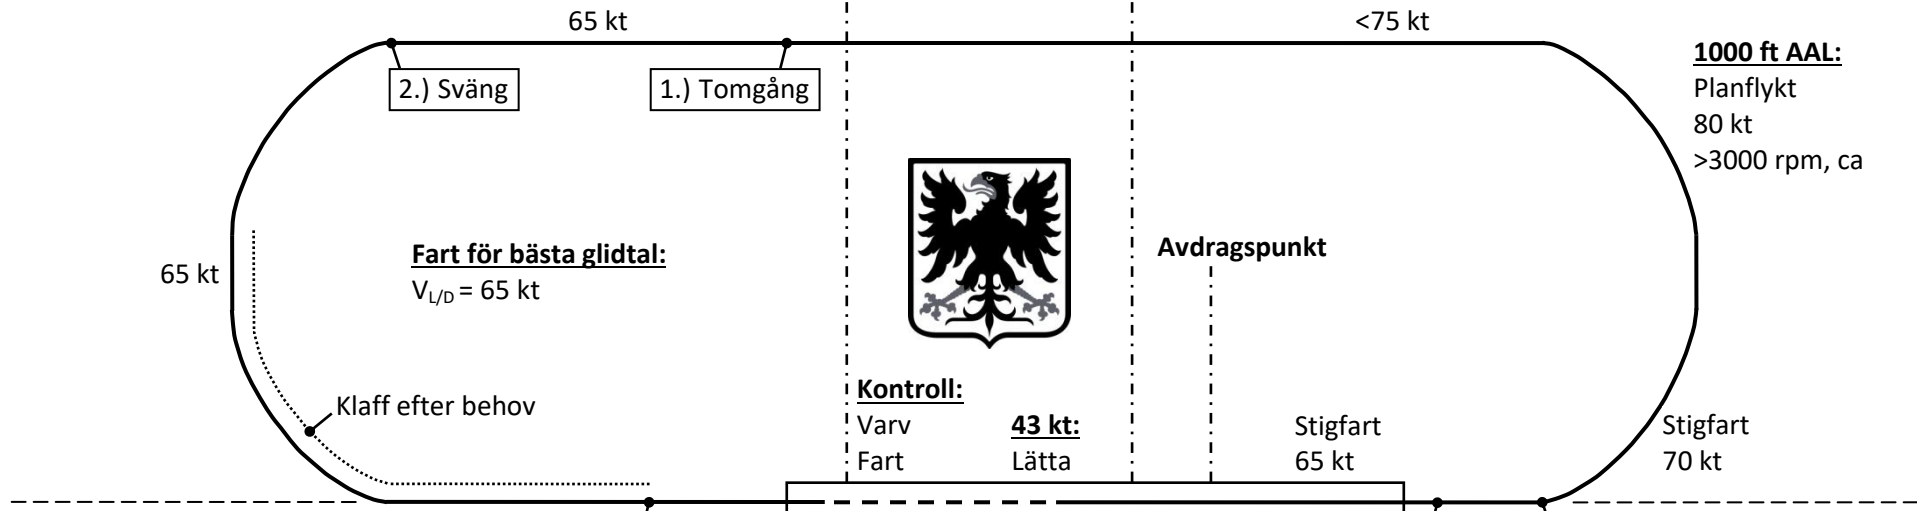 65 kt
<75 kt
2.) Sväng
1.) Tomgång
1000 ft AAL:
Planflykt
80 kt
>3000 rpm, ca
65 kt
Fart för bästa glidtal:
VL/D = 65 kt
Avdragspunkt
Klaff efter behov
Kontroll:
Varv
Fart
43 kt:
Lätta
Stigfart
65 kt
Stigfart
70 kt